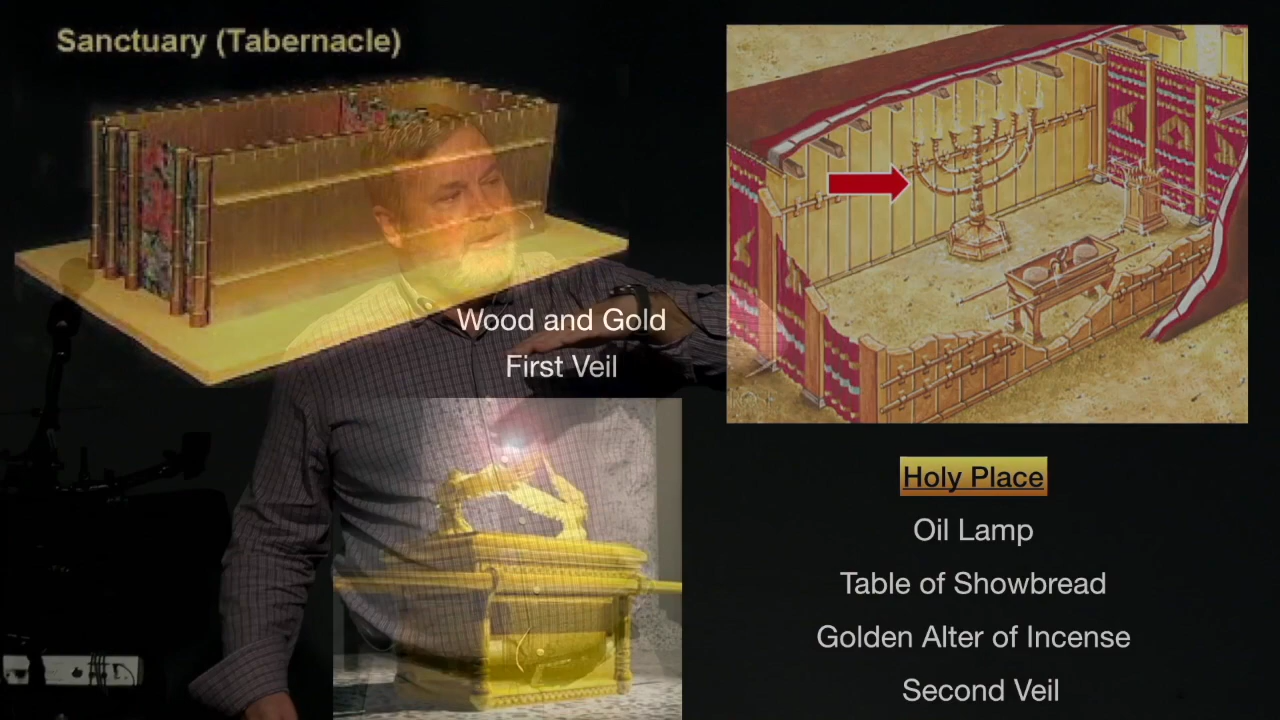 Sanctuary (Tabernacle)
Wood and Gold
First Veil
Holy Place
Oil Lamp
Table of Showbread
Golden Alter of Incense
Second Veil